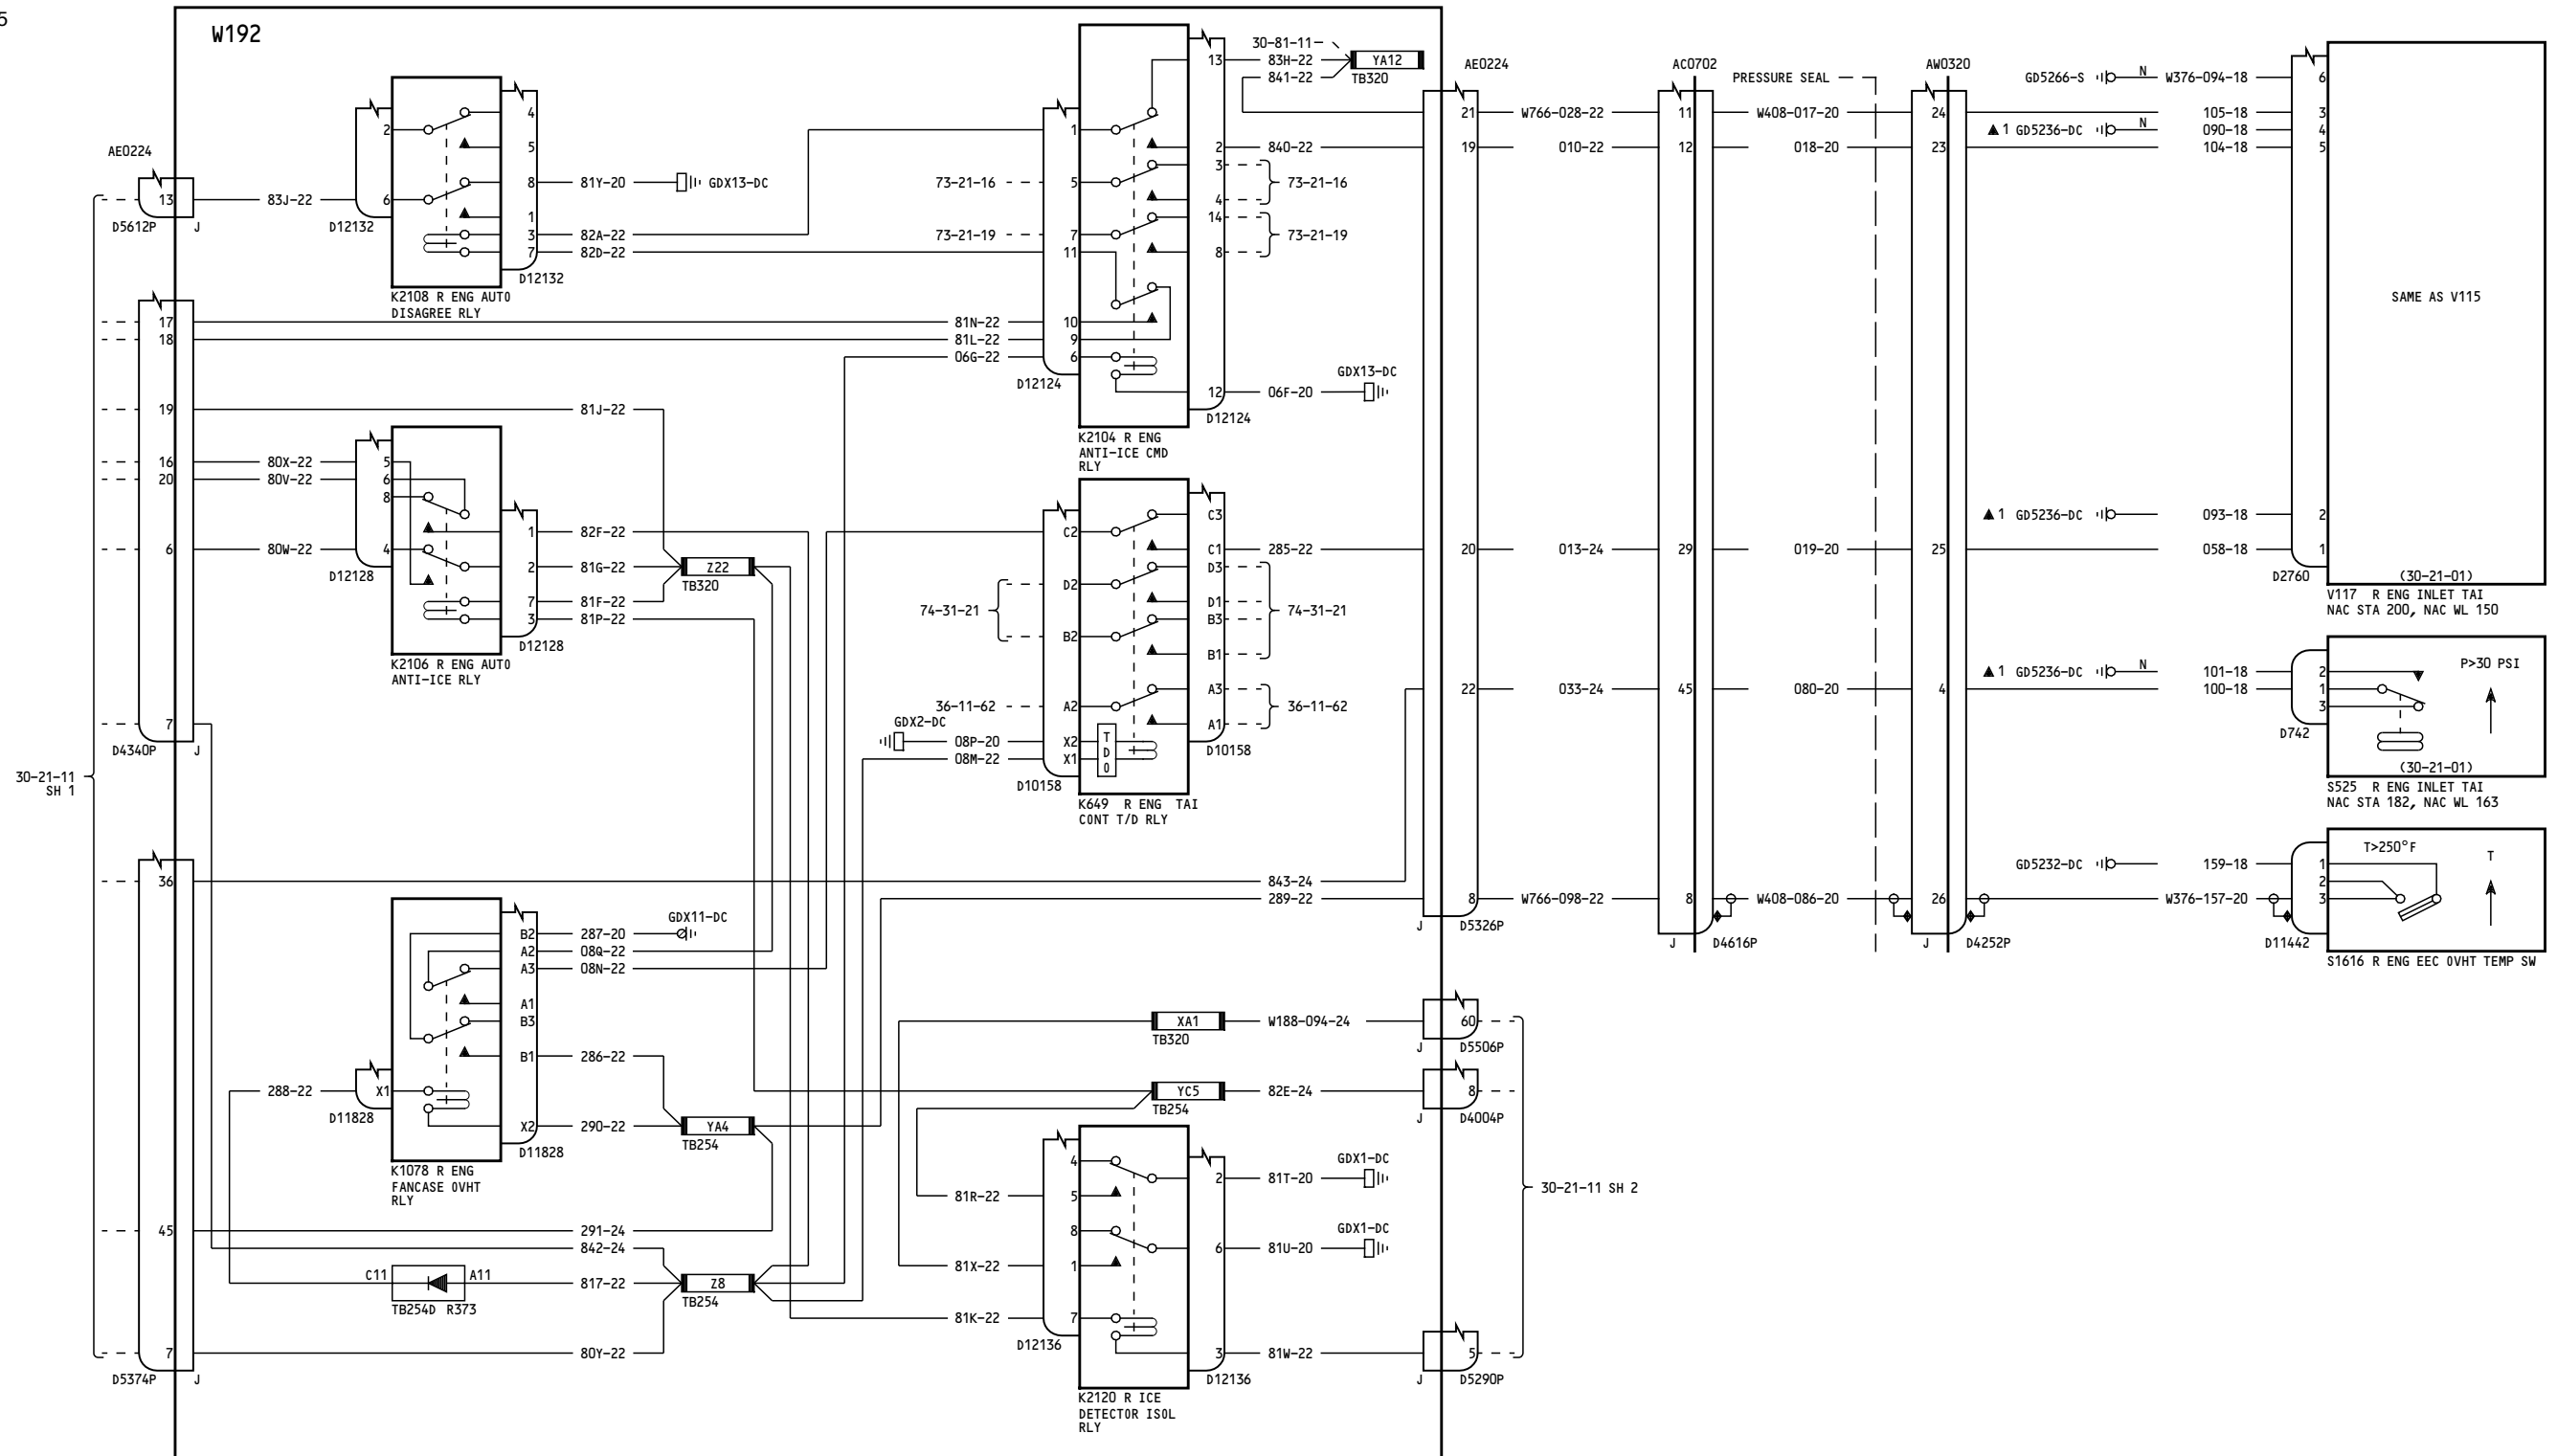 5
W192
AE0224
13
D5612P
J
83J-22
2
6
D12132
4
5
8
1
3
7
D12132
K2108 R ENG AUTO
DISAGREE RLY
81Y-20
GDX13-DC
82A-22
82D-22
17
18
19
16
20
6
7
D4340P
J
81N-22
81L-22
06G-22
81J-22
80X-22
80V-22
80W-22
5
6
8
4
D12128
1
2
7
3
D12128
K2106 R ENG AUTO
ANTI-ICE RLY
82F-22
81G-22
81F-22
81P-22
Z22
TB320
30-21-11
SH 1
36
45
7
D5374P
J
843-24
289-22
288-22
X1
D11828
B2
A2
A3
A1
B3
B1
X2
D11828
K1078 R ENG
FANCASE OVHT
RLY
287-20
GDX11-DC
08Q-22
08N-22
286-22
290-22
YA4
TB254
291-24
842-24
C11
A11
TB254D R373
817-22
Z8
TB254
80Y-22
1
5
7
11
10
9
6
D12124
73-21-16
73-21-19
13
2
3
4
14
8
12
D12124
K2104 R ENG
ANTI-ICE CMD
RLY
30-81-11
83H-22
841-22
YA12
TB320
840-22
73-21-16
73-21-19
06F-20
GDX13-DC
C2
D2
B2
A2
X2
X1
D10158
T
D
O
C3
C1
D3
D1
B3
B1
A3
A1
D10158
K649 R ENG TAI
CONT T/D RLY
74-31-21
36-11-62
GDX2-DC
08P-20
08M-22
285-22
74-31-21
36-11-62
XA1
TB320
W188-094-24
YC5
TB254
82E-24
81R-22
81X-22
81K-22
4
5
8
1
7
D12136
2
6
3
D12136
K2120 R ICE
DETECTOR ISOL
RLY
81T-20
GDX1-DC
81U-20
GDX1-DC
81W-22
60
J
D5506P
8
J
D4004P
5
J
D5290P
30-21-11 SH 2
AE0224
21
19
20
22
8
J
D5326P
W766-028-22
010-22
013-24
033-24
W766-098-22
AC0702
11
12
29
45
8
J
D4616P
PRESSURE SEAL
W408-017-20
018-20
019-20
080-20
W408-086-20
AW0320
24
23
25
4
26
J
D4252P
GD5266-S
N
W376-094-18
105-18
1 GD5236-DC
N
090-18
104-18
1 GD5236-DC
093-18
058-18
6
3
4
5
2
1
D2760
SAME AS V115
(30-21-01)
V117 R ENG INLET TAI
NAC STA 200, NAC WL 150
1 GD5236-DC
N
101-18
100-18
2
1
3
D742
P>30 PSI
(30-21-01)
S525 R ENG INLET TAI
NAC STA 182, NAC WL 163
GD5232-DC
159-18
W376-157-20
1
2
3
D11442
T>250°F
T
S1616 R ENG EEC OVHT TEMP SW